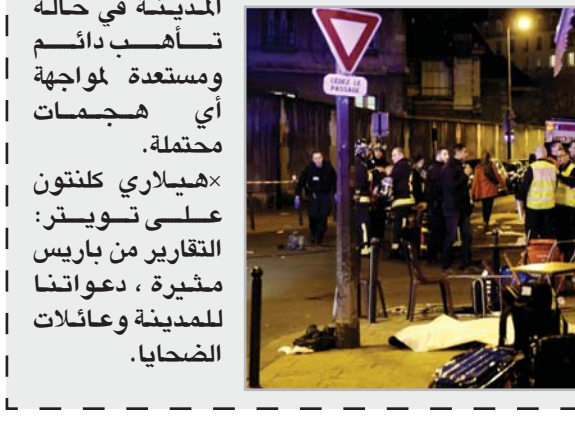 المدينة في حالة
تأهب دائم
ومستعدة لمواجهة
أي هجمات
محتملة.
×هيلاري كلنتون
على تويتر:
التقارير من باريس
مثيرة ، دعواتنا
للمدينة وعائلات
الضحايا.
CÉDEZ LE
PASSAGE